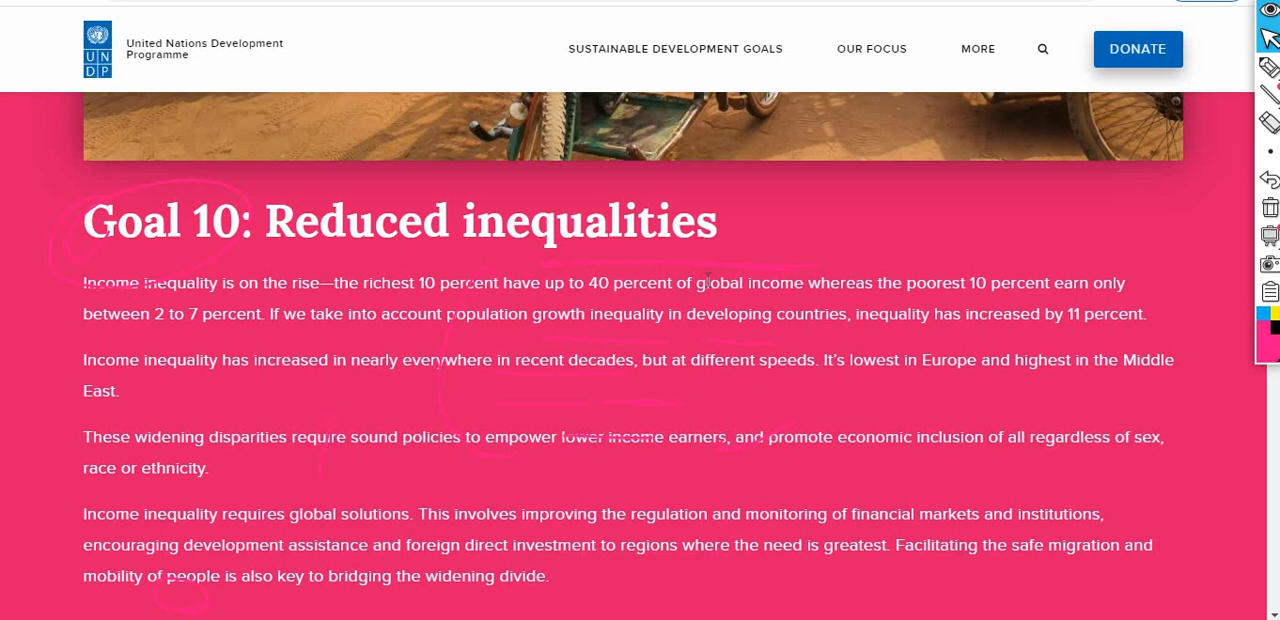 United Nations Development
Programme
UN
DP
SUSTAINABLE DEVELOPMENT GOALS
OUR FOCUS
MORE
DONATE
Goal 10: Reduced inequalities
Income inequality is on the rise—the richest 10 percent have up to 40 percent of global income whereas the poorest 10 percent earn only
between 2 to 7 percent. If we take into account population growth inequality in developing countries, inequality has increased by 11 percent.
Income inequality has increased in nearly everywhere in recent decades, but at different speeds. It's lowest in Europe and highest in the Middle
East.
These widening disparities require sound policies to empower lower income earners, and promote economic inclusion of all regardless of sex,
race or ethnicity.
Income inequality requires global solutions. This involves improving the regulation and monitoring of financial markets and institutions,
encouraging development assistance and foreign direct investment to regions where the need is greatest. Facilitating the safe migration and
mobility of people is also key to bridging the widening divide.